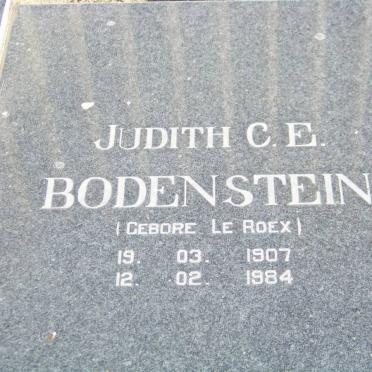 JUDITH C. E.
BODENSTEIN
(GEBORE LE ROEX)
19. 03. 1907
12. 02. 1984